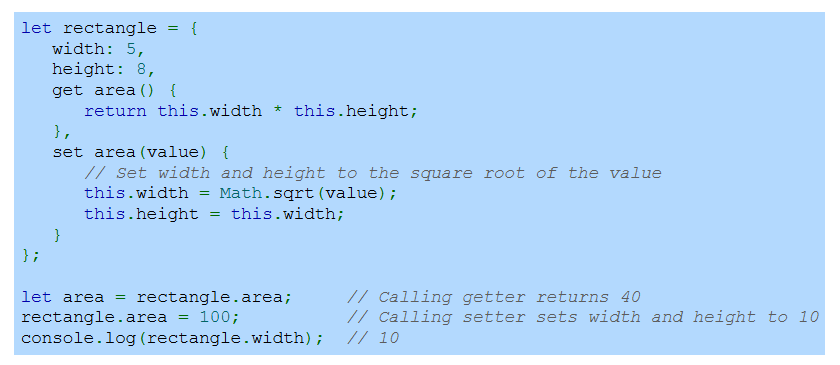 let rectangle = {
   width: 5,
   height: 8,
   get area() {
      return this.width * this.height;
   },
   set area(value) {
      // Set width and height to the square root of the value
      this.width = Math.sqrt(value);
      this.height = this.width;
   }
};

let area = rectangle.area;     // Calling getter returns 40
rectangle.area = 100;          // Calling setter sets width and height to 10
console.log(rectangle.width);  // 10